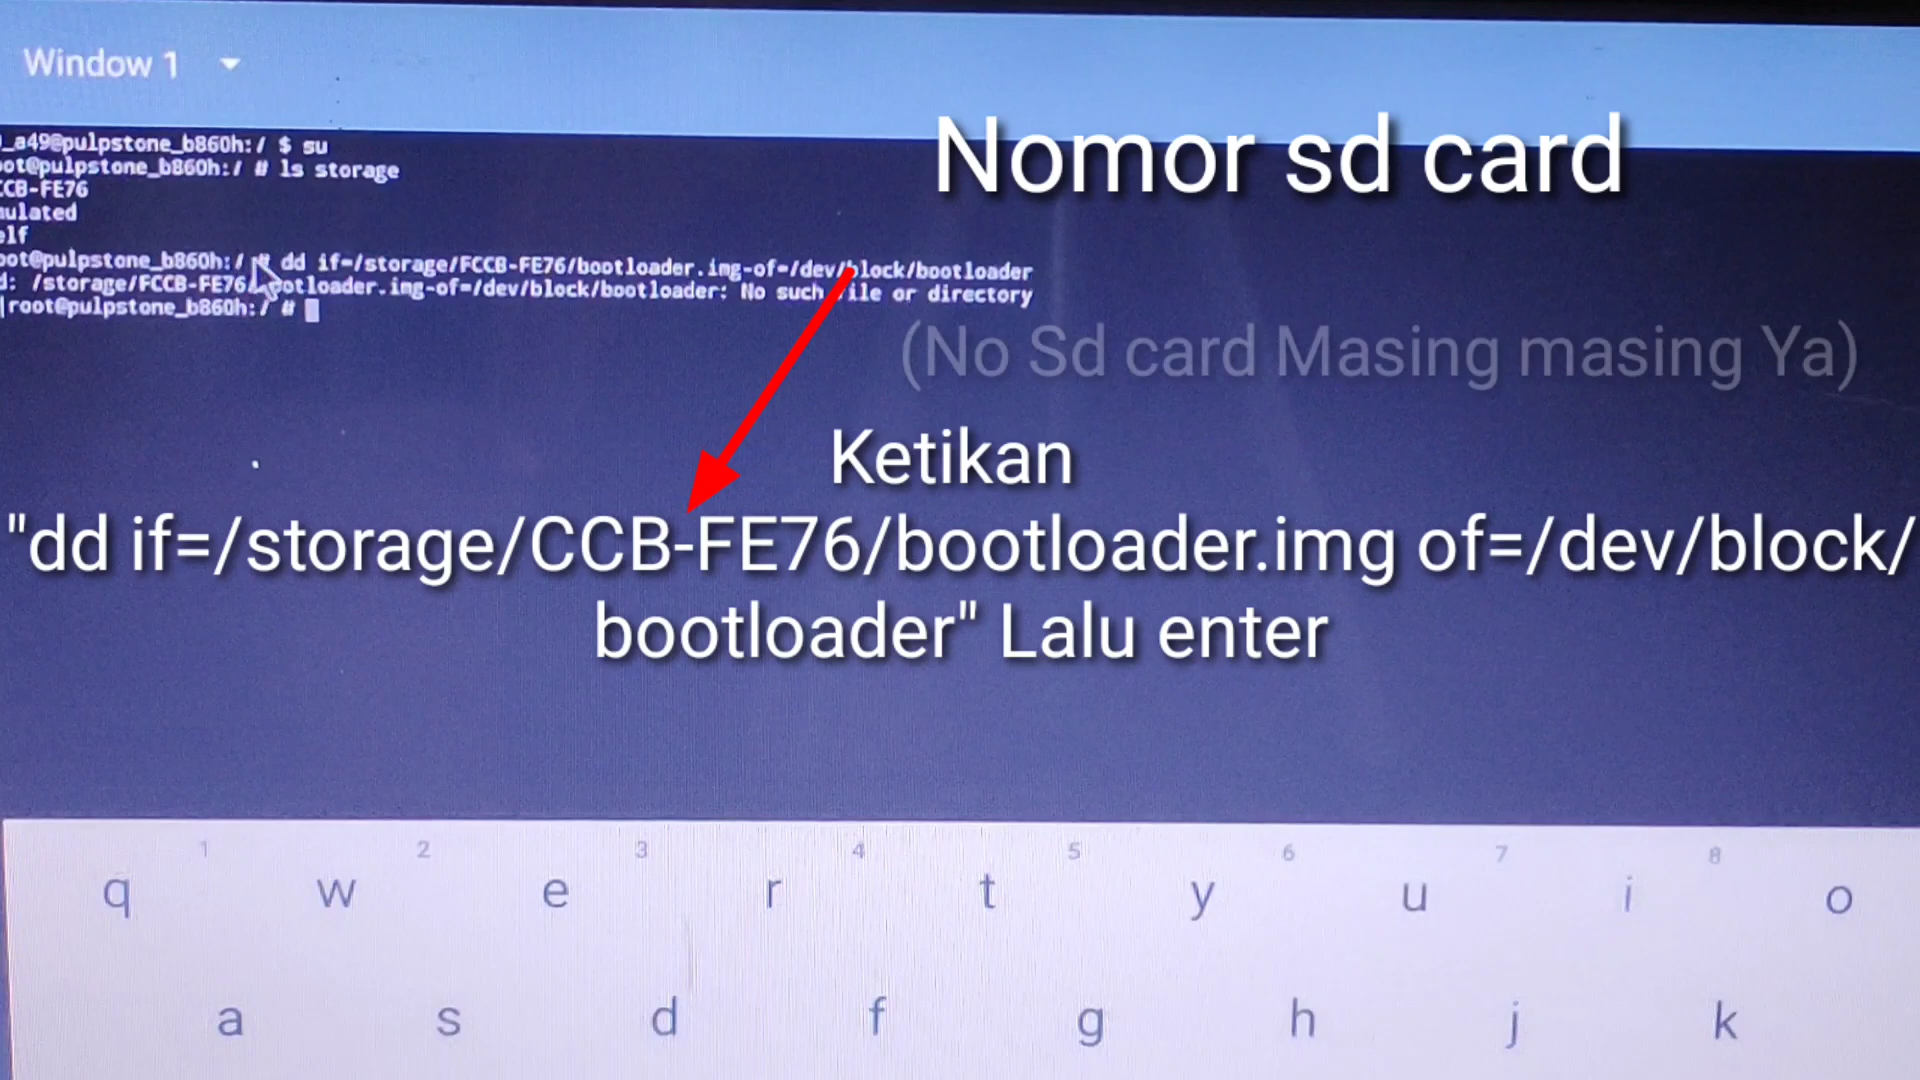 Window 1
_a49@pulpstone_b860h:/ $ su
oot@pulpstone_b860h:/ # ls storage
CCB-FE76
mulated
elf
oot@pulpstone_b860h:/ # dd if=/storage/FCCB-FE76/bootloader.img-of=/dev/block/bootloader
d: /storage/FCCB-FE76/bootloader.img-of=/dev/block/bootloader: No such file or directory
|root@pulpstone_b860h:/ #
Nomor sd card
(No Sd card Masing masing Ya)
Ketikan
"dd if=/storage/CCB-FE76/bootloader.img of=/dev/block/
bootloader" Lalu enter
1 2 3 4 5 6 7 8
q w e r t y u i o
a s d f g h j k